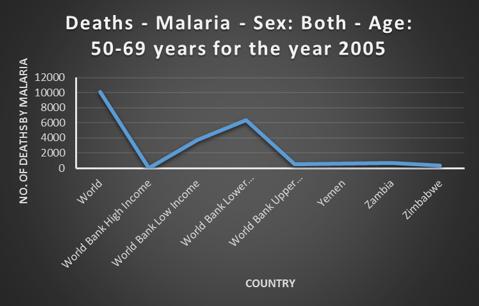 Deaths - Malaria - Sex: Both - Age:
50-69 years for the year 2005
NO. OF DEATHS BY MALARIA
12000
10000
8000
6000
4000
2000
0
World
World Bank High Income
World Bank Low Income
World Bank Lower...
World Bank Upper...
Yemen
Zambia
Zimbabwe
COUNTRY